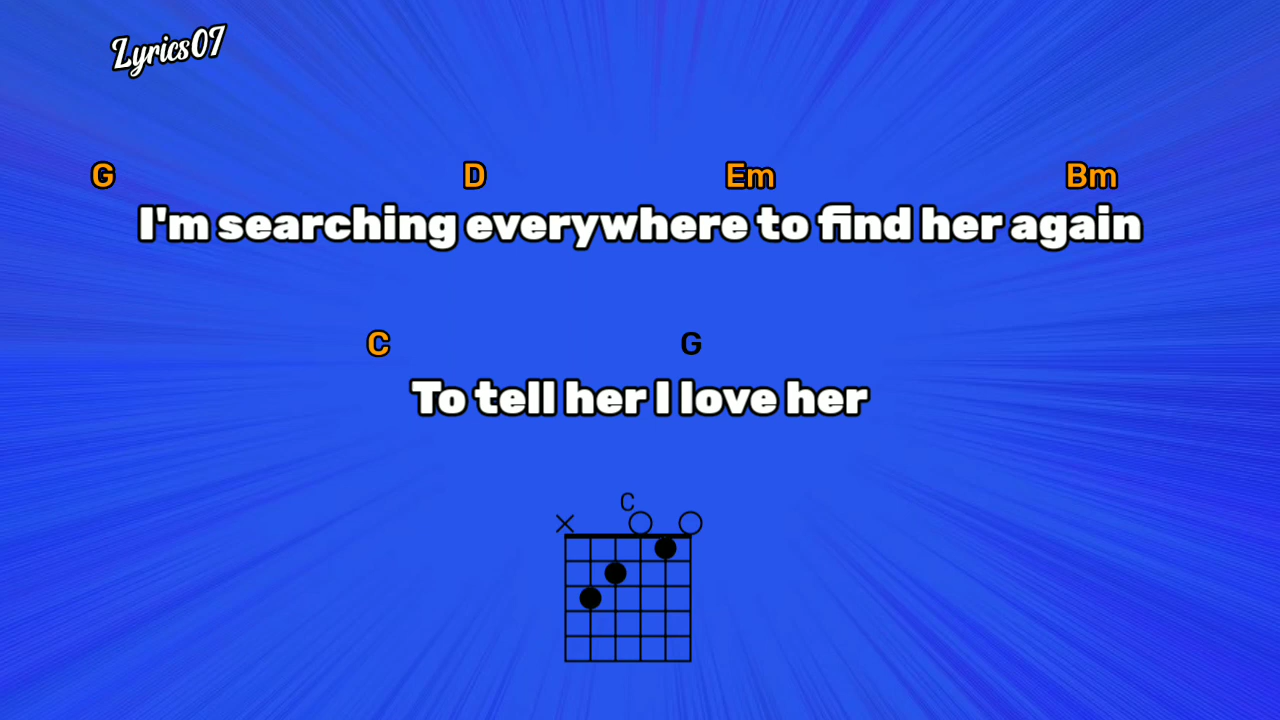 Lyrics07
G D Em Bm
I'm searching everywhere to find her again
C G
To tell her I love her
C